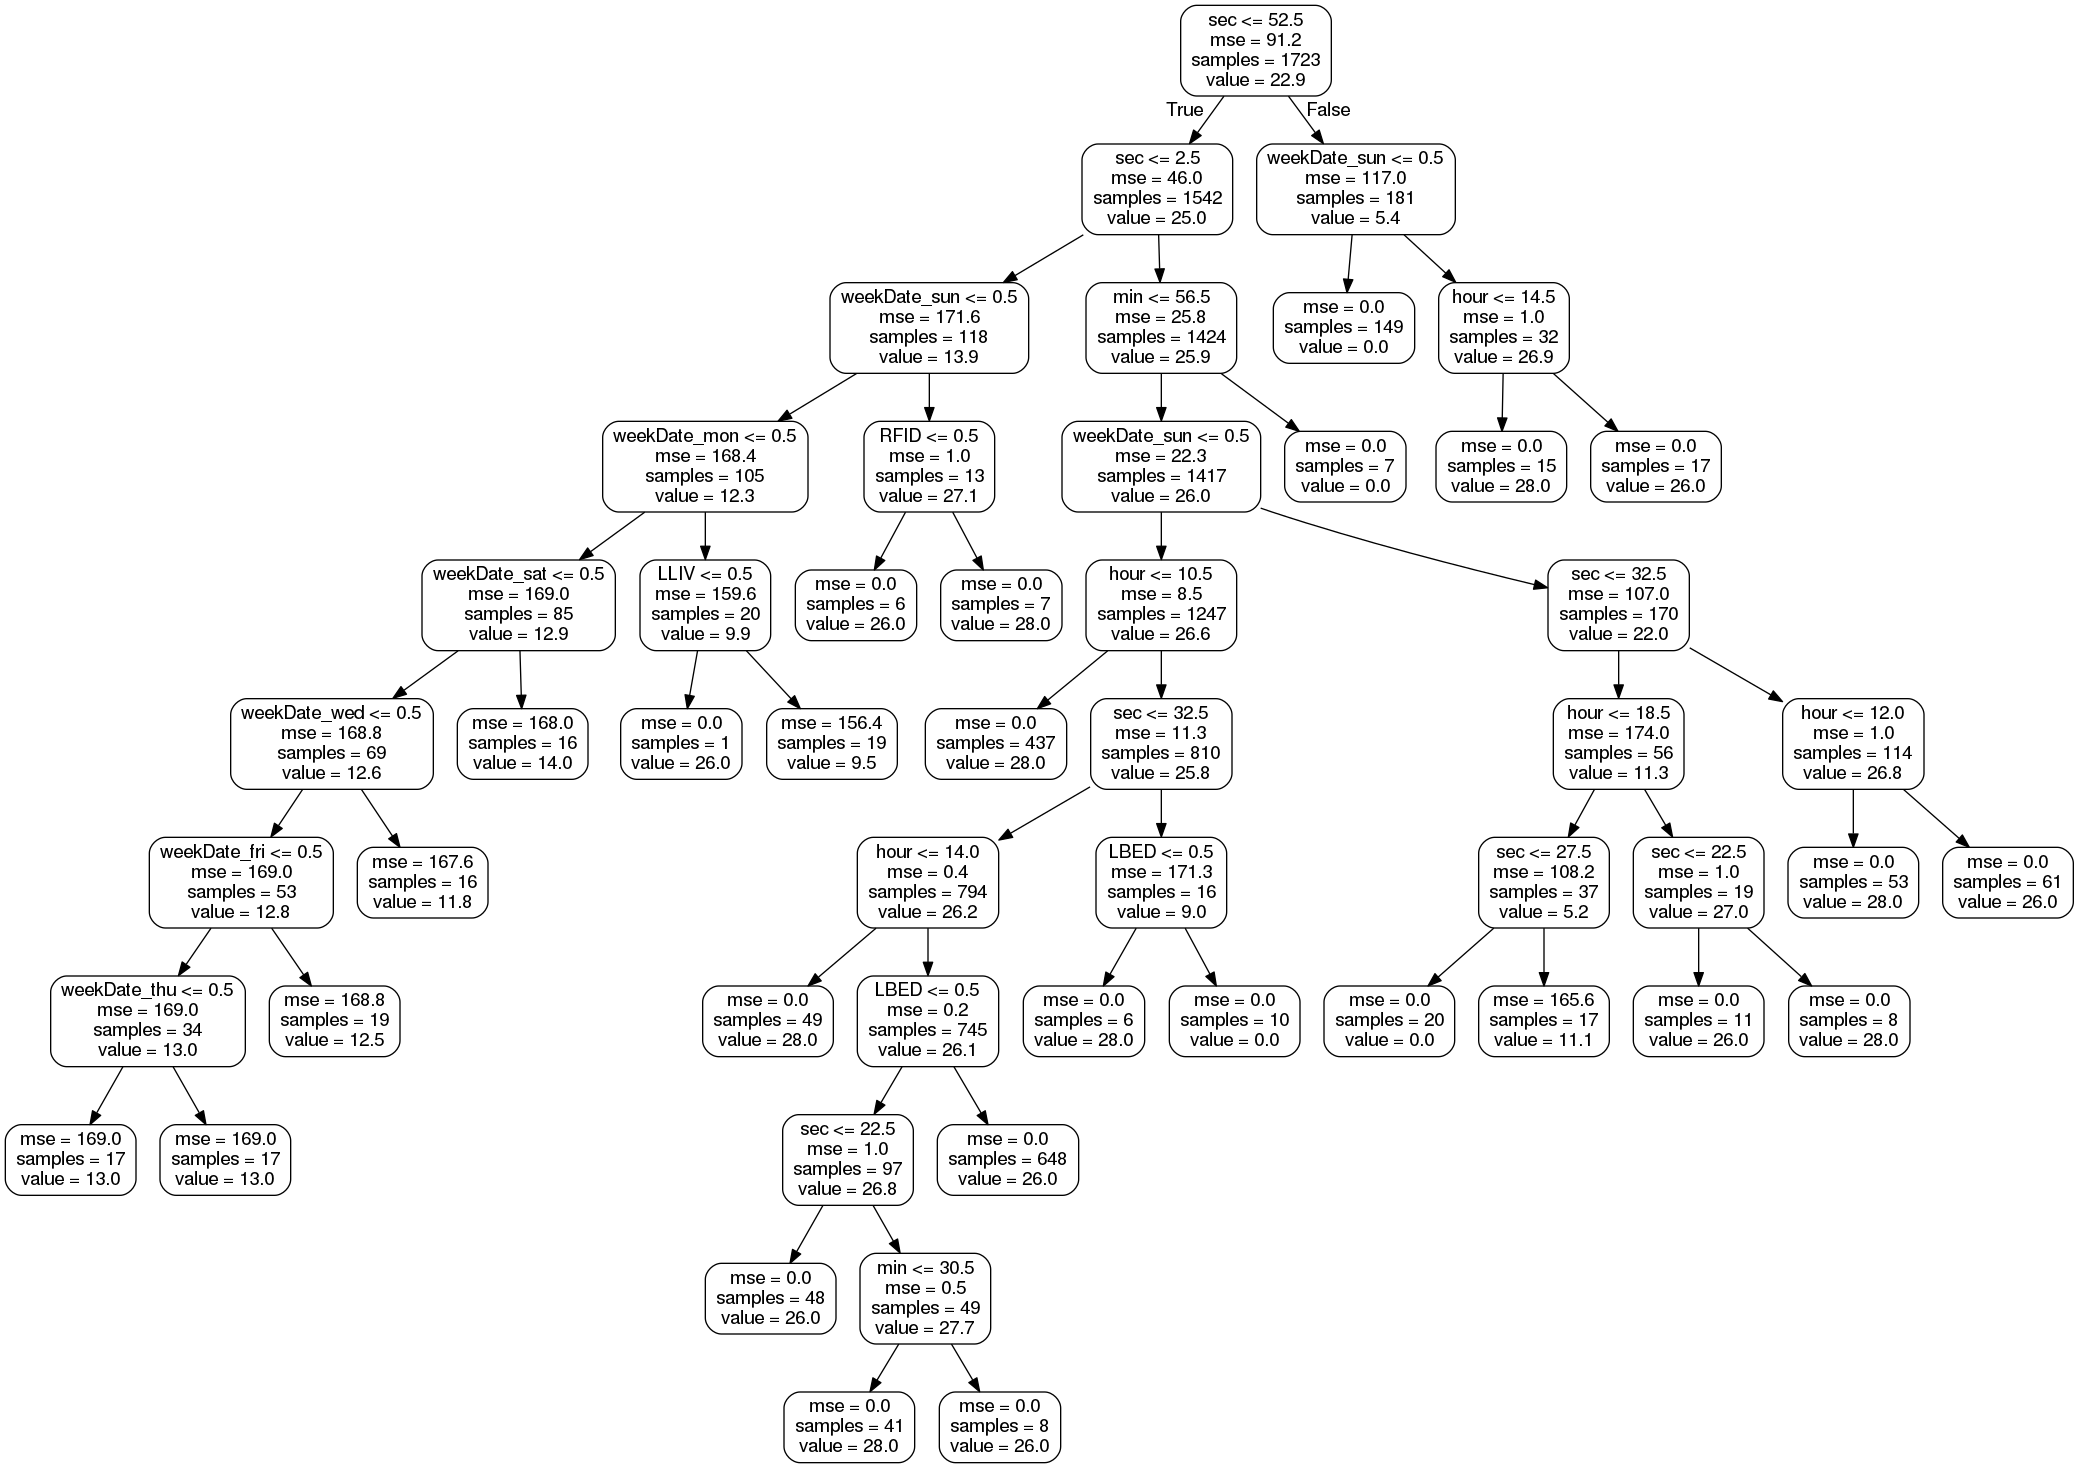 sec <= 52.5
mse = 91.2
samples = 1723
value = 22.9
True
False
sec <= 2.5
mse = 46.0
samples = 1542
value = 25.0
weekDate_sun <= 0.5
mse = 117.0
samples = 181
value = 5.4
weekDate_sun <= 0.5
mse = 171.6
samples = 118
value = 13.9
min <= 56.5
mse = 25.8
samples = 1424
value = 25.9
mse = 0.0
samples = 149
value = 0.0
hour <= 14.5
mse = 1.0
samples = 32
value = 26.9
weekDate_mon <= 0.5
mse = 168.4
samples = 105
value = 12.3
RFID <= 0.5
mse = 1.0
samples = 13
value = 27.1
weekDate_sun <= 0.5
mse = 22.3
samples = 1417
value = 26.0
mse = 0.0
samples = 7
value = 0.0
mse = 0.0
samples = 15
value = 28.0
mse = 0.0
samples = 17
value = 26.0
weekDate_sat <= 0.5
mse = 169.0
samples = 85
value = 12.9
LLIV <= 0.5
mse = 159.6
samples = 20
value = 9.9
mse = 0.0
samples = 6
value = 26.0
mse = 0.0
samples = 7
value = 28.0
hour <= 10.5
mse = 8.5
samples = 1247
value = 26.6
sec <= 32.5
mse = 107.0
samples = 170
value = 22.0
weekDate_wed <= 0.5
mse = 168.8
samples = 69
value = 12.6
mse = 168.0
samples = 16
value = 14.0
mse = 0.0
samples = 1
value = 26.0
mse = 156.4
samples = 19
value = 9.5
mse = 0.0
samples = 437
value = 28.0
sec <= 32.5
mse = 11.3
samples = 810
value = 25.8
hour <= 18.5
mse = 174.0
samples = 56
value = 11.3
hour <= 12.0
mse = 1.0
samples = 114
value = 26.8
weekDate_fri <= 0.5
mse = 169.0
samples = 53
value = 12.8
mse = 167.6
samples = 16
value = 11.8
hour <= 14.0
mse = 0.4
samples = 794
value = 26.2
LBED <= 0.5
mse = 171.3
samples = 16
value = 9.0
sec <= 27.5
mse = 108.2
samples = 37
value = 5.2
sec <= 22.5
mse = 1.0
samples = 19
value = 27.0
mse = 0.0
samples = 53
value = 28.0
mse = 0.0
samples = 61
value = 26.0
weekDate_thu <= 0.5
mse = 169.0
samples = 34
value = 13.0
mse = 168.8
samples = 19
value = 12.5
mse = 0.0
samples = 49
value = 28.0
LBED <= 0.5
mse = 0.2
samples = 745
value = 26.1
mse = 0.0
samples = 6
value = 28.0
mse = 0.0
samples = 10
value = 0.0
mse = 0.0
samples = 20
value = 0.0
mse = 165.6
samples = 17
value = 11.1
mse = 0.0
samples = 11
value = 26.0
mse = 0.0
samples = 8
value = 28.0
mse = 169.0
samples = 17
value = 13.0
mse = 169.0
samples = 17
value = 13.0
sec <= 22.5
mse = 1.0
samples = 97
value = 26.8
mse = 0.0
samples = 648
value = 26.0
mse = 0.0
samples = 48
value = 26.0
min <= 30.5
mse = 0.5
samples = 49
value = 27.7
mse = 0.0
samples = 41
value = 28.0
mse = 0.0
samples = 8
value = 26.0